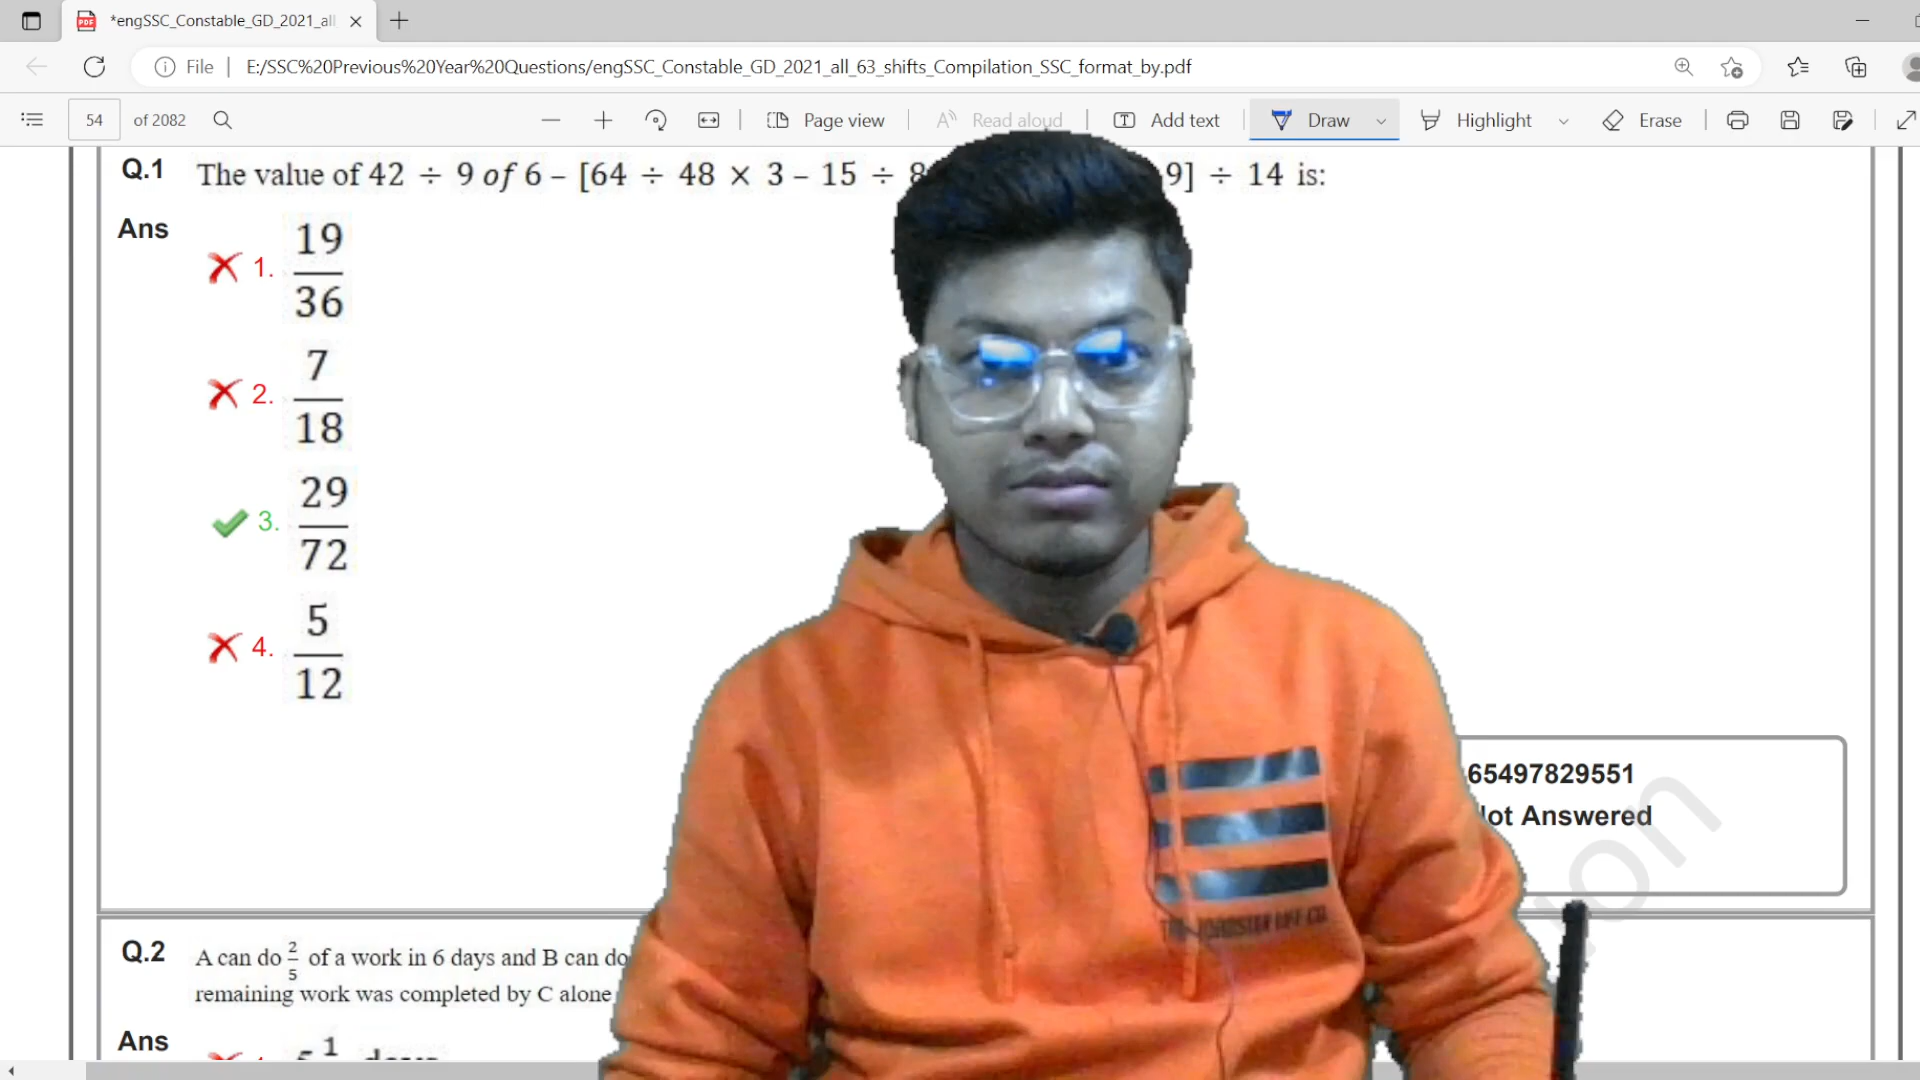 *engSSC_Constable_GD_2021_all
File | E:/SSC%20Previous%20Year%20Questions/engSSC_Constable_GD_2021_all_63_shifts_Compilation_SSC_format_by.pdf
54 of 2082 Page view Read aloud Add text Draw Highlight Erase
Q.1 The value of 42 ÷ 9 of 6 – [64 ÷ 48 × 3 – 15 ÷ 8 9] ÷ 14 is:
Ans
1. 19/36
2. 7/18
3. 29/72
4. 5/12
65497829551
ot Answered
ion
Q.2 A can do 2/5 of a work in 6 days and B can do
remaining work was completed by C alone
Ans